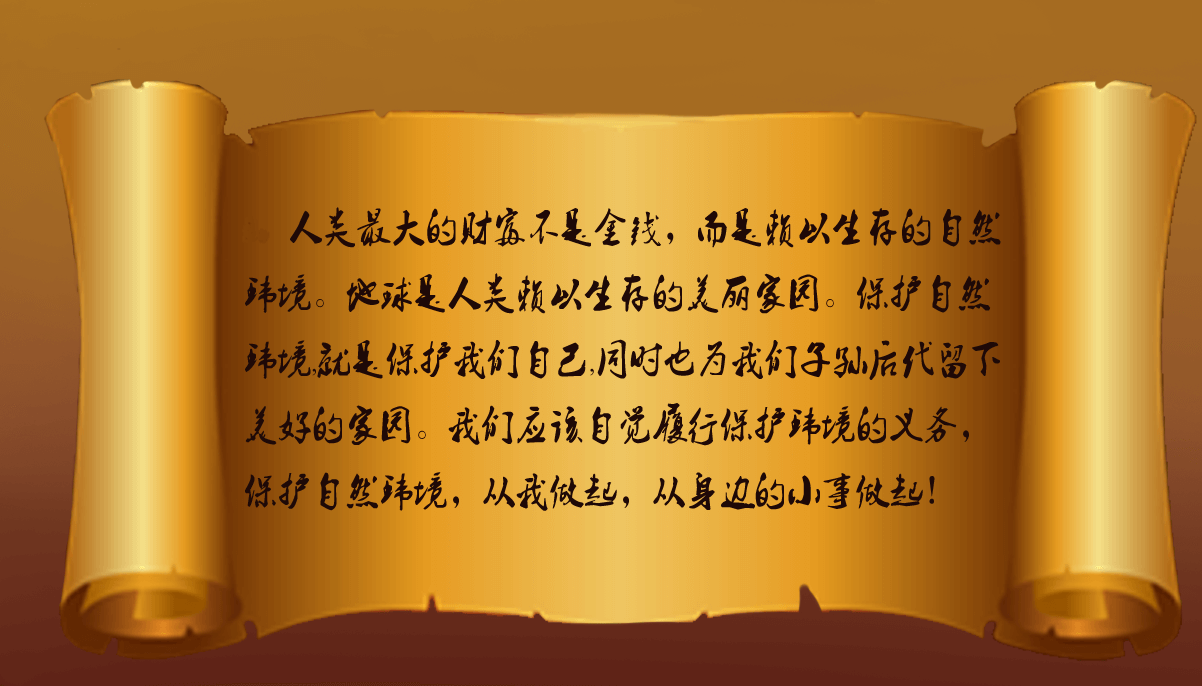 人类最大的财富不是金钱，而是赖以生存的自然
环境。地球是人类赖以生存的美丽家园。保护自然
环境,就是保护我们自己,同时也为我们子孙后代留下
美好的家园。我们应该自觉履行保护环境的义务，
保护自然环境，从我做起，从身边的小事做起！